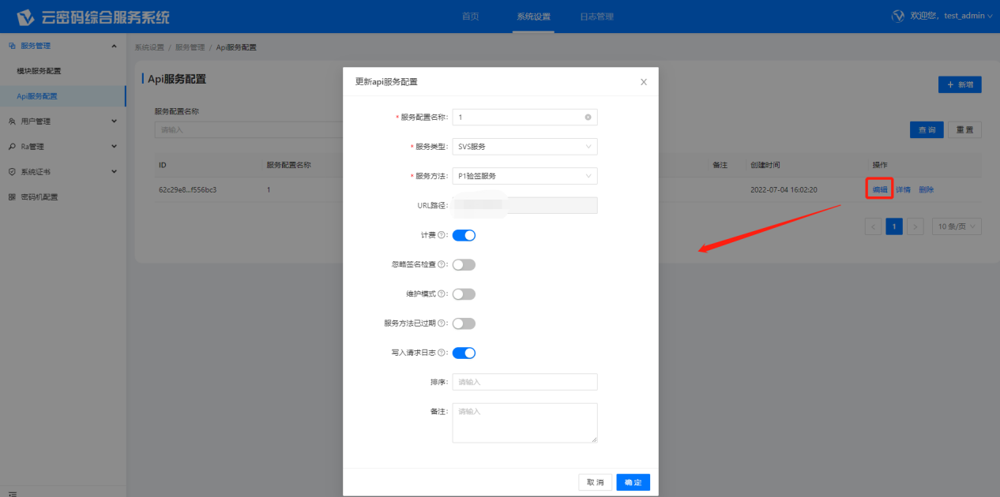 云密码综合服务系统
首页
系统设置
日志管理
欢迎您，test_admin
服务管理
模块服务配置
Api服务配置
用户管理
Ra管理
系统证书
密码机配置
系统设置 / 服务管理 / Api服务配置
Api服务配置
+ 新增
服务配置名称
请输入
查 询
重 置
ID
服务配置名称
备注
创建时间
操作
62c29e8...f556bc3
1
2022-07-04 16:02:20
编辑
详情
删除
< 1 >
10 条/页
更新api服务配置
* 服务配置名称: 1
* 服务类型: SVS服务
* 服务方法: P1验签服务
URL路径:
计费 :
忽略签名检查 :
维护模式 :
服务方法已过期 :
写入请求日志 :
排序: 请输入
备注: 请输入
取 消
确 定